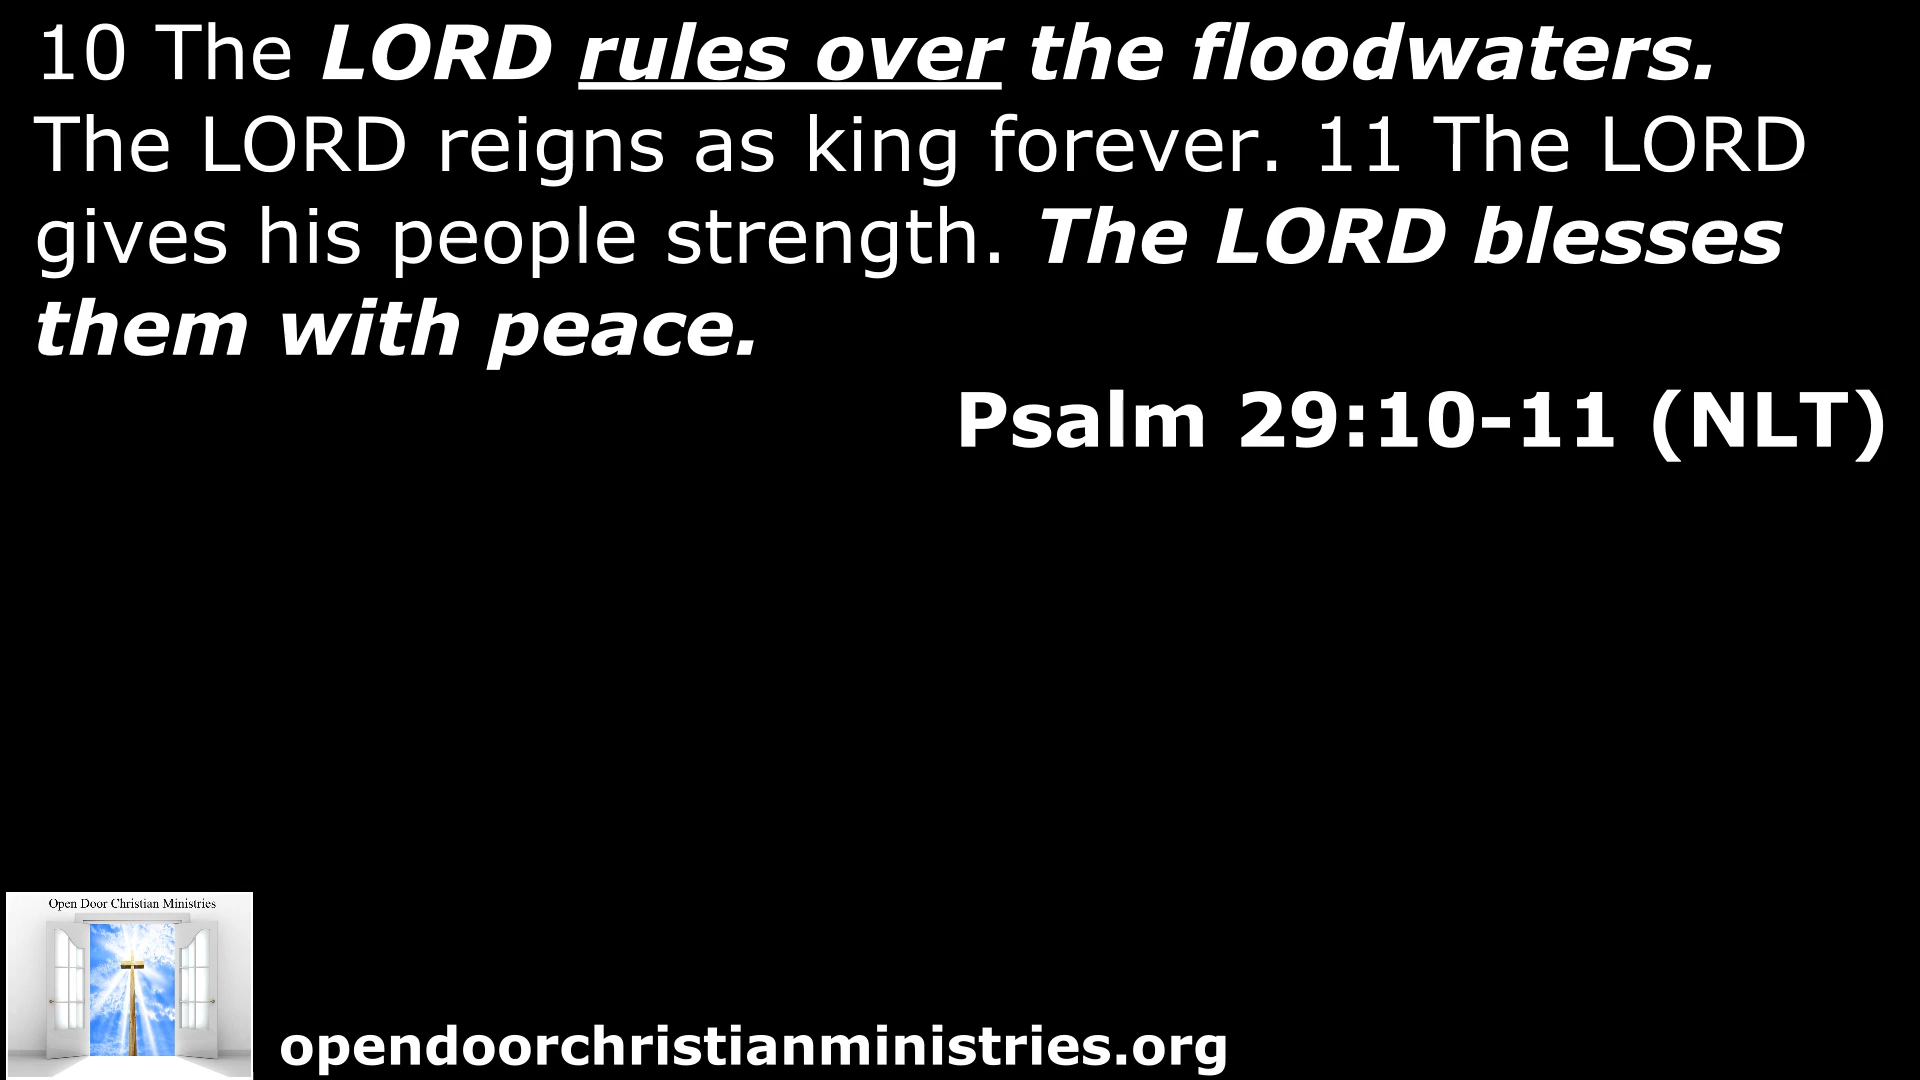 10 The LORD rules over the floodwaters.
The LORD reigns as king forever. 11 The LORD
gives his people strength. The LORD blesses
them with peace.
Psalm 29:10-11 (NLT)
Open Door Christian Ministries
opendoorchristianministries.org